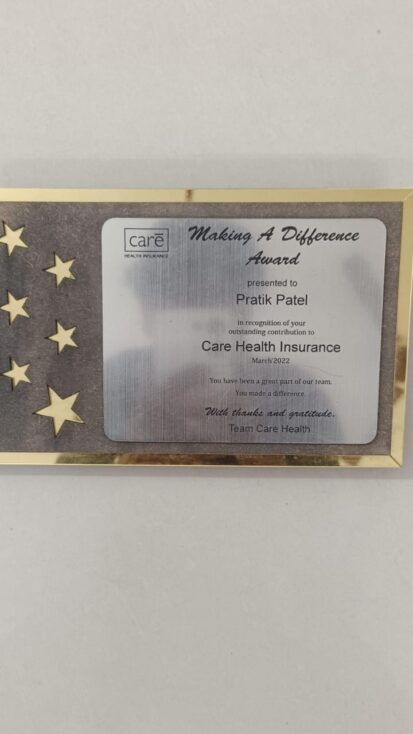 carē
HEALTH INSURANCE
Making A Difference
Award
presented to
Pratik Patel
in recognition of your
outstanding contribution to
Care Health Insurance
March'2022
You have been a great part of our team.
You made a difference.
With thanks and gratitude.
Team Care Health